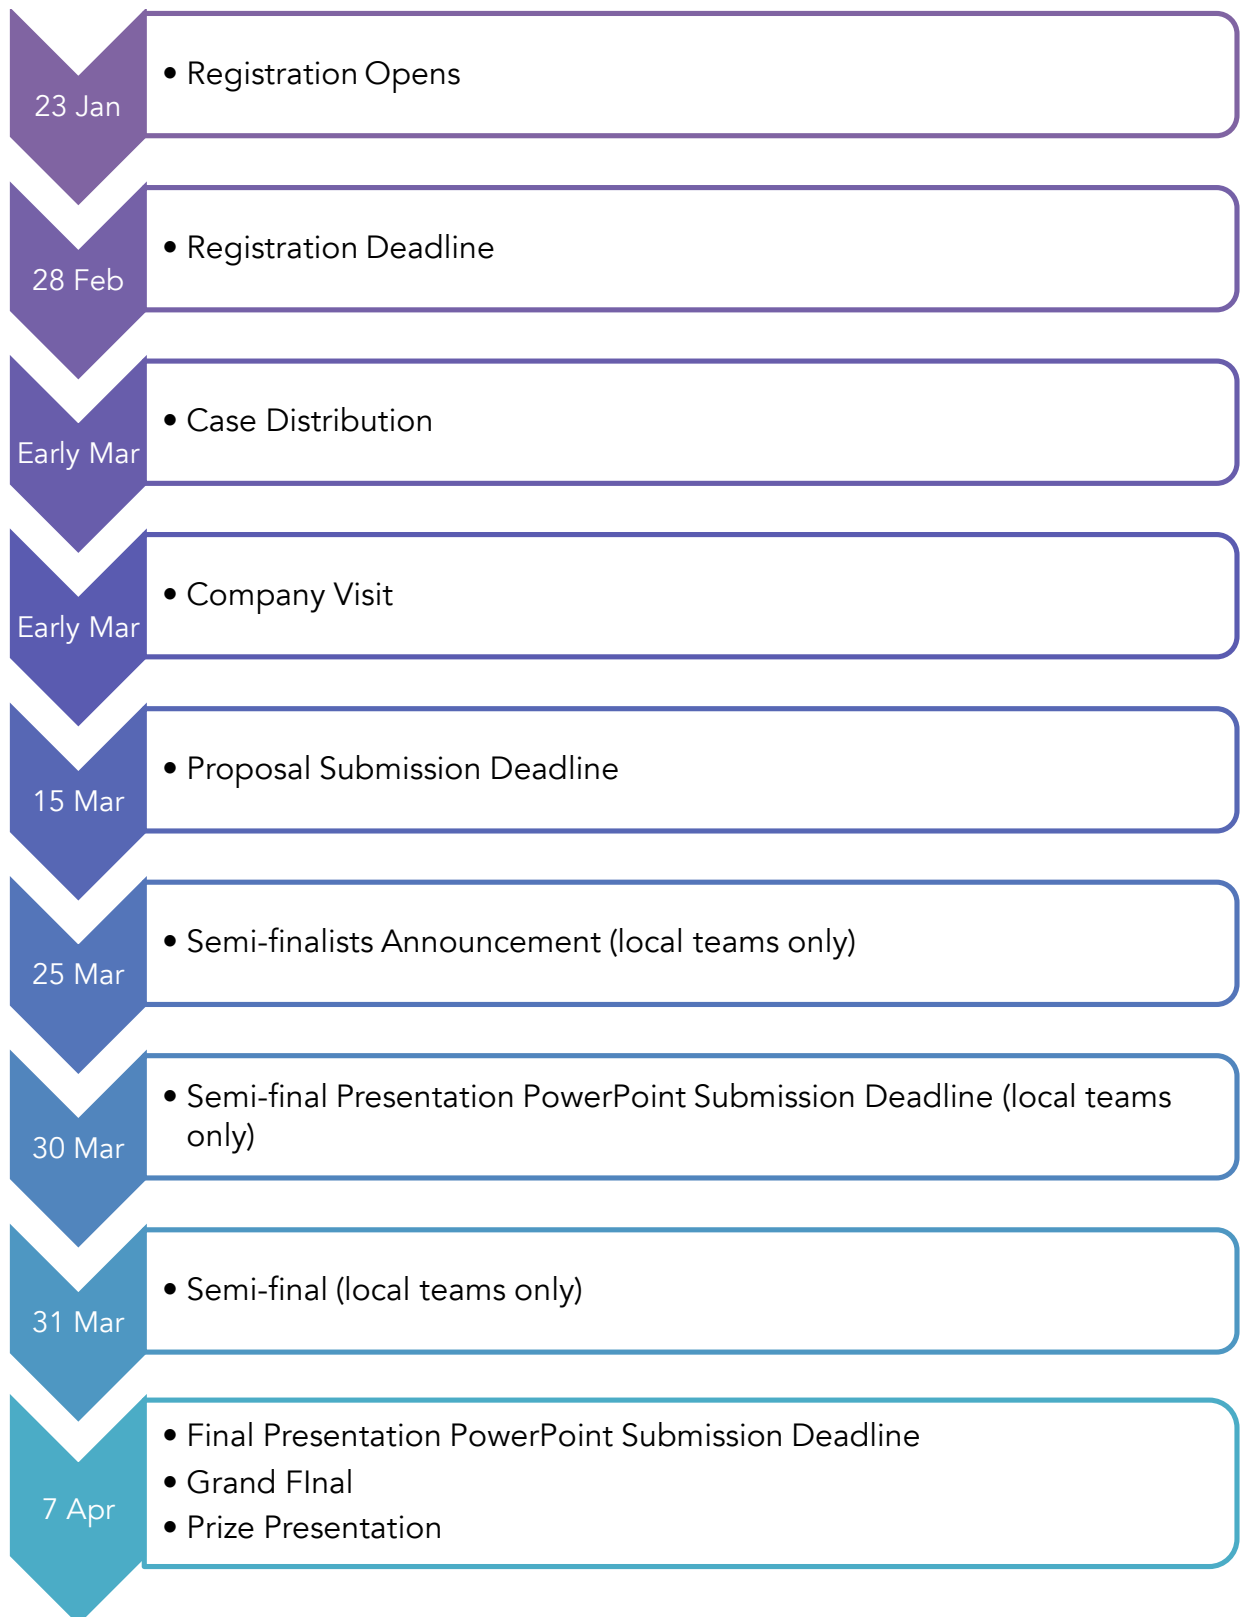 23 Jan
• Registration Opens
28 Feb
• Registration Deadline
Early Mar
• Case Distribution
Early Mar
• Company Visit
15 Mar
• Proposal Submission Deadline
25 Mar
• Semi-finalists Announcement (local teams only)
30 Mar
• Semi-final Presentation PowerPoint Submission Deadline (local teams
only)
31 Mar
• Semi-final (local teams only)
7 Apr
• Final Presentation PowerPoint Submission Deadline
• Grand FInal
• Prize Presentation